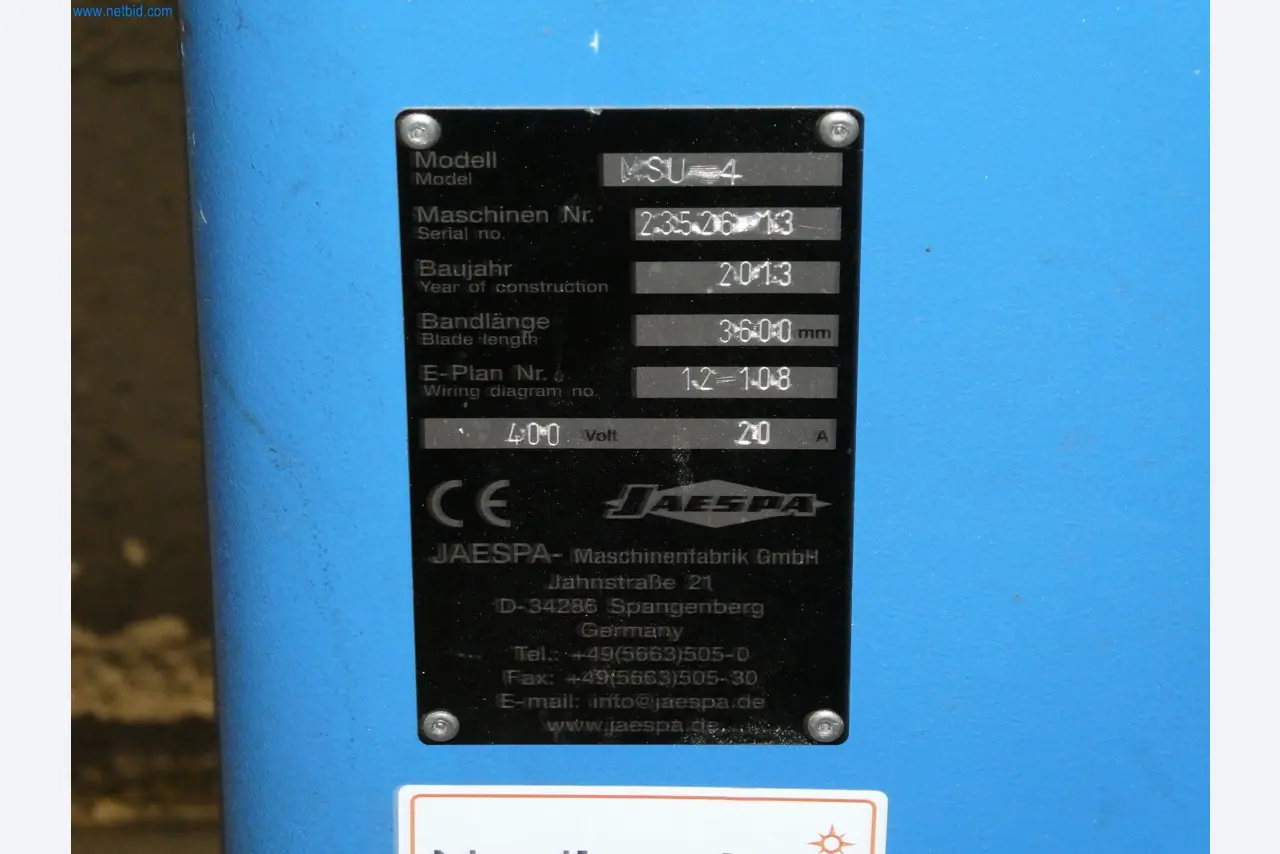 www.netbid.com
Modell
Model
MSU-4
Maschinen Nr.
Serial no.
23526-13
Baujahr
Year of construction
2013
Bandlänge
Blade length
3600 mm
E-Plan Nr.
Wiring diagram no.
12-108
400 Volt 20 A
CE JAESPA
JAESPA- Maschinenfabrik GmbH
Jahnstraße 21
D-34286 Spangenberg
Germany
Tel.: +49(5663)505-0
Fax: +49(5663)505-30
E-mail: info@jaespa.de
www.jaespa.de